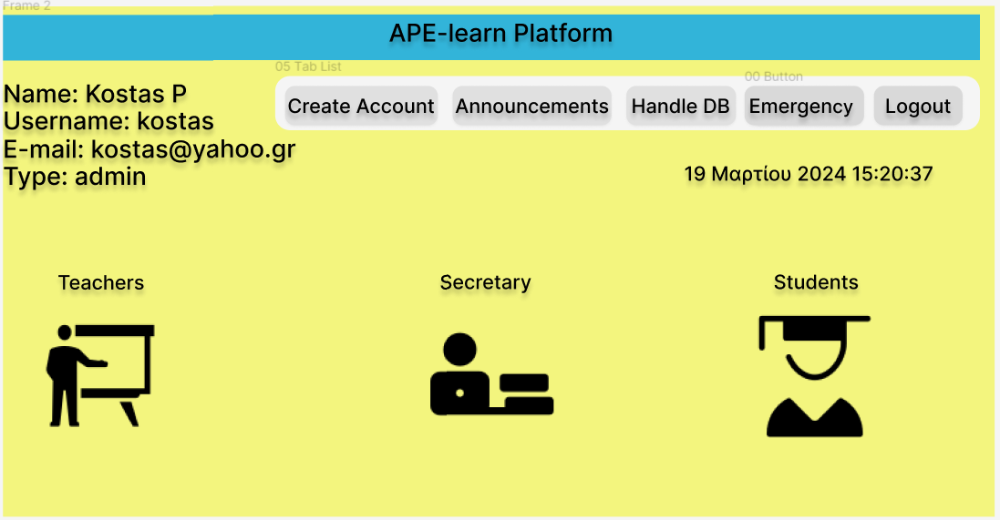 Frame 2
APE-learn Platform
05 Tab List
00 Button
Name: Kostas P
Username: kostas
E-mail: kostas@yahoo.gr
Type: admin
Create Account
Announcements
Handle DB
Emergency
Logout
19 Μαρτίου 2024 15:20:37
Teachers
Secretary
Students